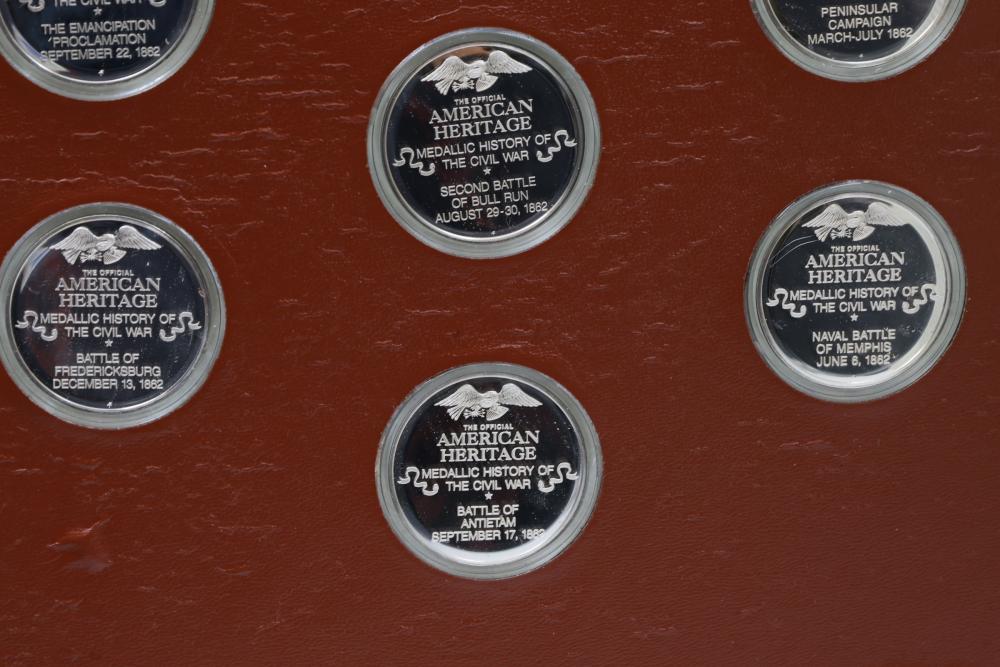 THE CIVIL WAR
THE EMANCIPATION
PROCLAMATION
SEPTEMBER 22, 1862
PENINSULAR
CAMPAIGN
MARCH-JULY 1862
THE OFFICIAL
AMERICAN
HERITAGE
MEDALLIC HISTORY OF
THE CIVIL WAR
SECOND BATTLE
OF BULL RUN
AUGUST 29-30, 1862
THE OFFICIAL
AMERICAN
HERITAGE
MEDALLIC HISTORY OF
THE CIVIL WAR
BATTLE OF
FREDERICKSBURG
DECEMBER 13, 1862
THE OFFICIAL
AMERICAN
HERITAGE
MEDALLIC HISTORY OF
THE CIVIL WAR
NAVAL BATTLE
OF MEMPHIS
JUNE 6, 1862
THE OFFICIAL
AMERICAN
HERITAGE
MEDALLIC HISTORY OF
THE CIVIL WAR
BATTLE OF
ANTIETAM
SEPTEMBER 17, 1862